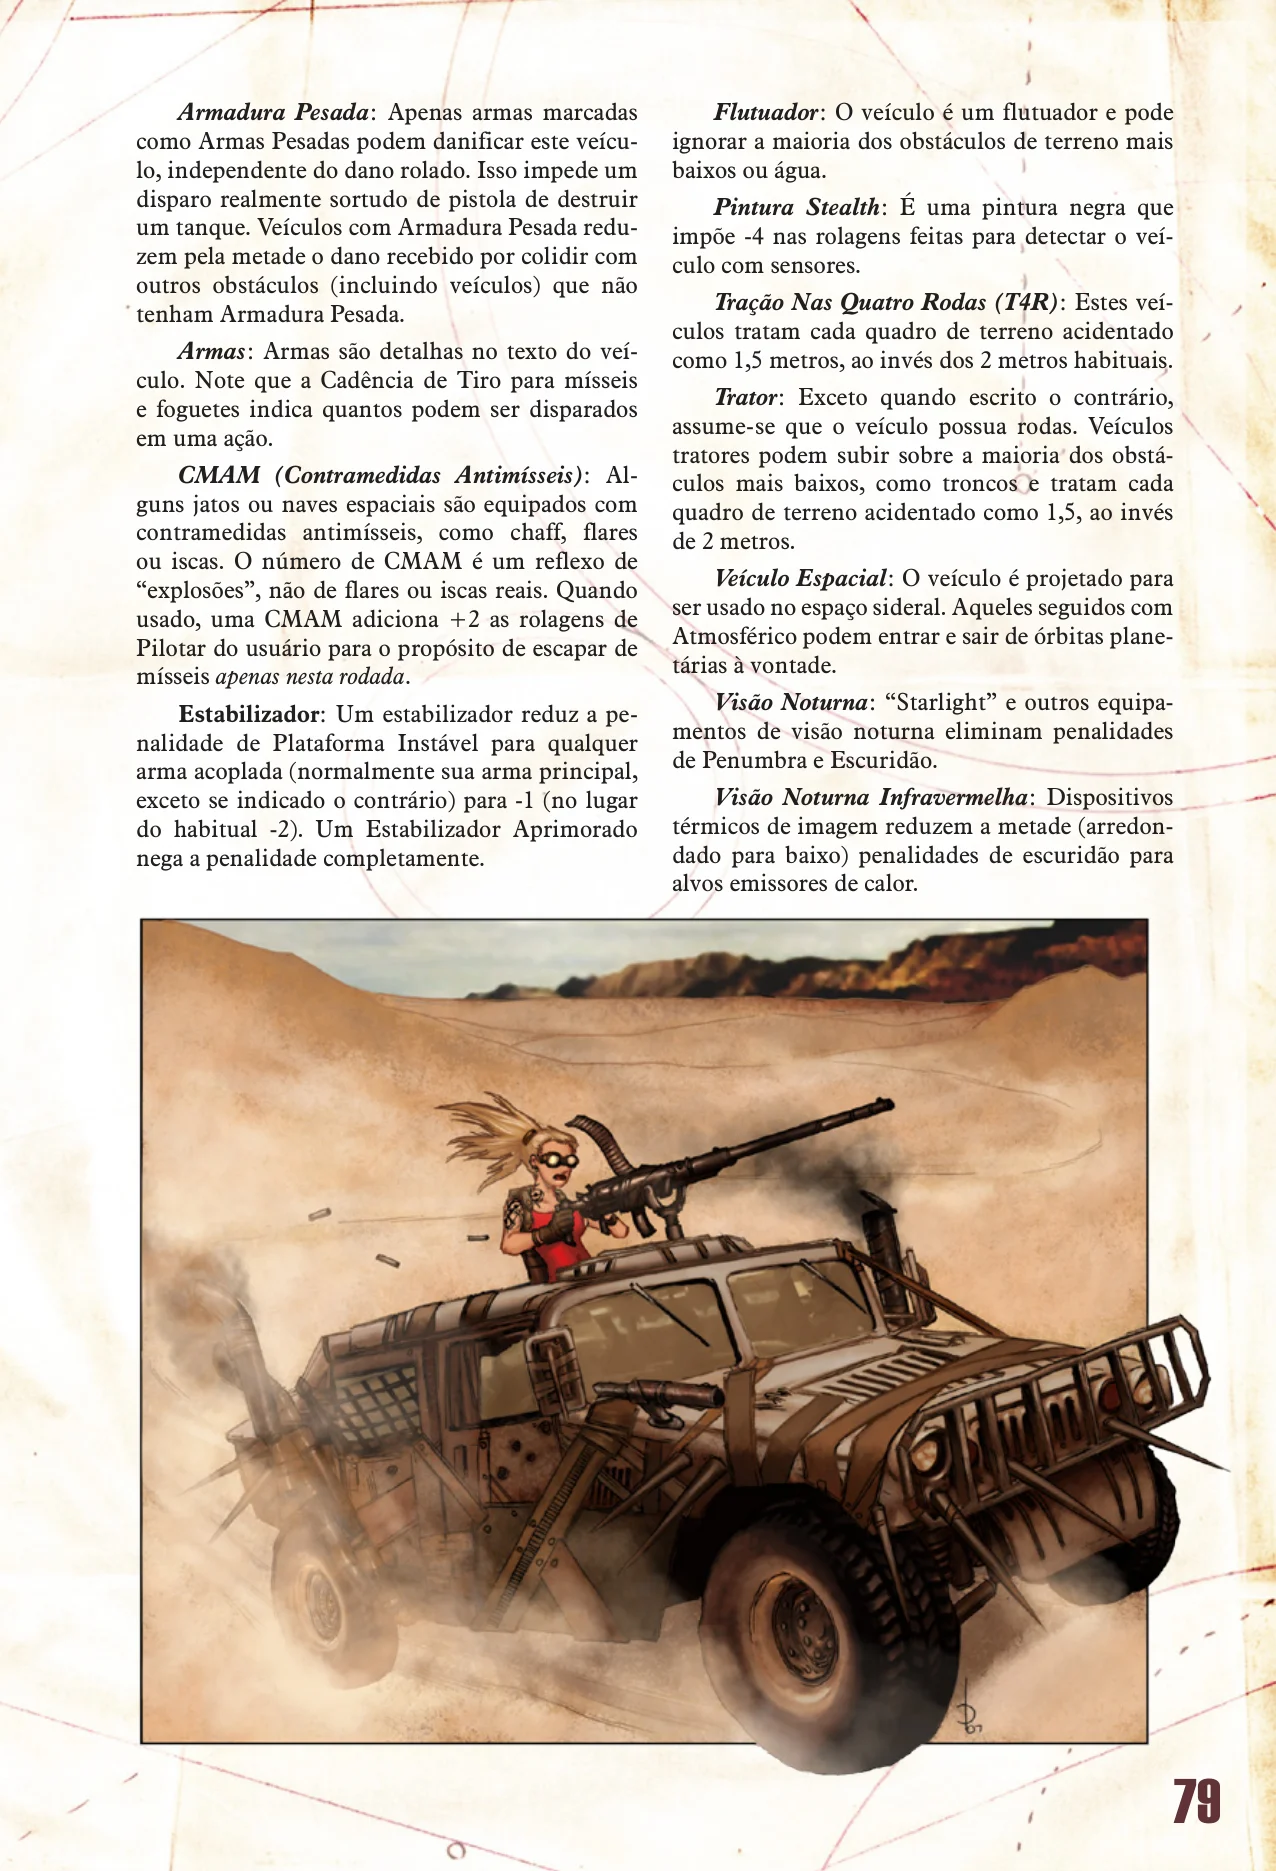 Armadura Pesada: Apenas armas marcadas
como Armas Pesadas podem danificar este veícu-
lo, independente do dano rolado. Isso impede um
disparo realmente sortudo de pistola de destruir
um tanque. Veículos com Armadura Pesada redu-
zem pela metade o dano recebido por colidir com
outros obstáculos (incluindo veículos) que não
tenham Armadura Pesada.
Armas: Armas são detalhas no texto do veí-
culo. Note que a Cadência de Tiro para mísseis
e foguetes indica quantos podem ser disparados
em uma ação.
CMAM (Contramedidas Antimísseis): Al-
guns jatos ou naves espaciais são equipados com
contramedidas antimísseis, como chaff, flares
ou iscas. O número de CMAM é um reflexo de
“explosões”, não de flares ou iscas reais. Quando
usado, uma CMAM adiciona +2 as rolagens de
Pilotar do usuário para o propósito de escapar de
mísseis apenas nesta rodada.
Estabilizador: Um estabilizador reduz a pe-
nalidade de Plataforma Instável para qualquer
arma acoplada (normalmente sua arma principal,
exceto se indicado o contrário) para -1 (no lugar
do habitual -2). Um Estabilizador Aprimorado
nega a penalidade completamente.
Flutuador: O veículo é um flutuador e pode
ignorar a maioria dos obstáculos de terreno mais
baixos ou água.
Pintura Stealth: É uma pintura negra que
impõe -4 nas rolagens feitas para detectar o veí-
culo com sensores.
Tração Nas Quatro Rodas (T4R): Estes veí-
culos tratam cada quadro de terreno acidentado
como 1,5 metros, ao invés dos 2 metros habituais.
Trator: Exceto quando escrito o contrário,
assume-se que o veículo possua rodas. Veículos
tratores podem subir sobre a maioria dos obstá-
culos mais baixos, como troncos e tratam cada
quadro de terreno acidentado como 1,5, ao invés
de 2 metros.
Veículo Espacial: O veículo é projetado para
ser usado no espaço sideral. Aqueles seguidos com
Atmosférico podem entrar e sair de órbitas plane-
tárias à vontade.
Visão Noturna: “Starlight” e outros equipa-
mentos de visão noturna eliminam penalidades
de Penumbra e Escuridão.
Visão Noturna Infravermelha: Dispositivos
térmicos de imagem reduzem a metade (arredon-
dado para baixo) penalidades de escuridão para
alvos emissores de calor.
07
79